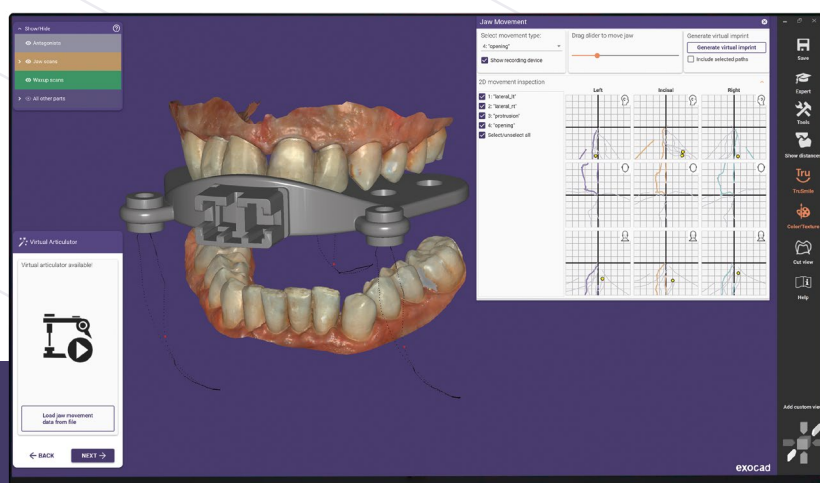 Show/Hide
Antagonists
Jaw scans
Waxup scans
All other parts
Virtual Articulator
Virtual articulator available:
Load jaw movement
data from file
BACK
NEXT
Jaw Movement
Select movement type:
4: "opening"
Show recording device
Drag slider to move jaw
Generate virtual imprint
Generate virtual imprint
Include selected paths
2D movement inspection
1: "lateral_lt"
2: "lateral_rt"
3: "protrusion"
4: "opening"
Select/unselect all
Left
Incisal
Right
Save
Expert
Tools
Show distances
Tru
TruSmile
Color/Texture
Cut view
Help
Add custom view
exocad